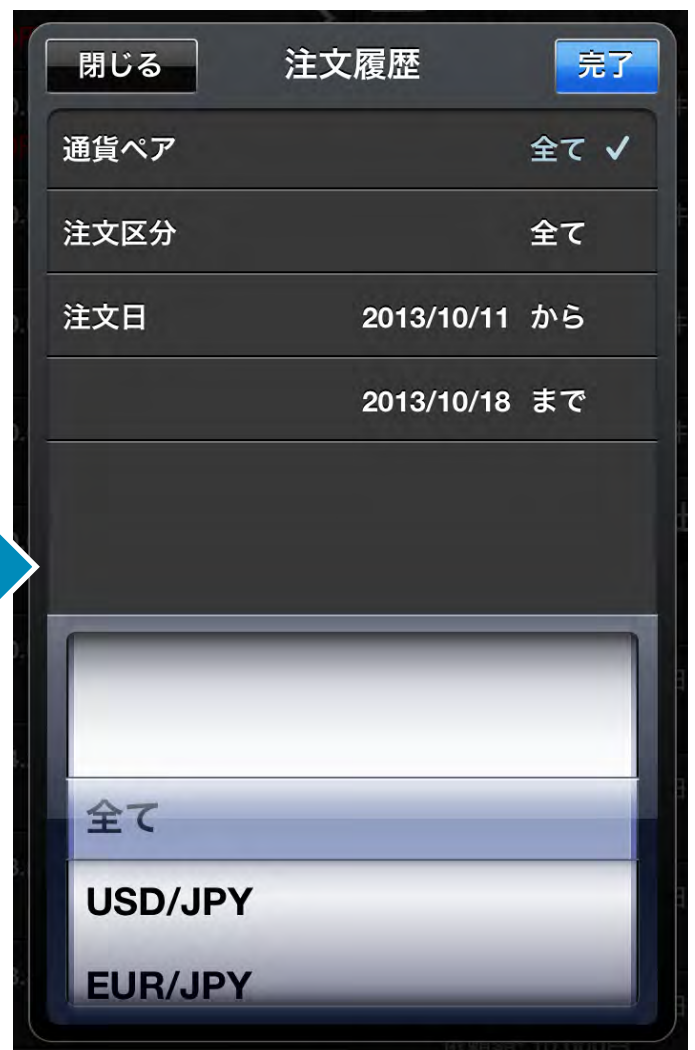 閉じる 注文履歴 完了
通貨ペア 全て ✓
注文区分 全て
注文日 2013/10/11 から
2013/10/18 まで
全て
USD/JPY
EUR/JPY